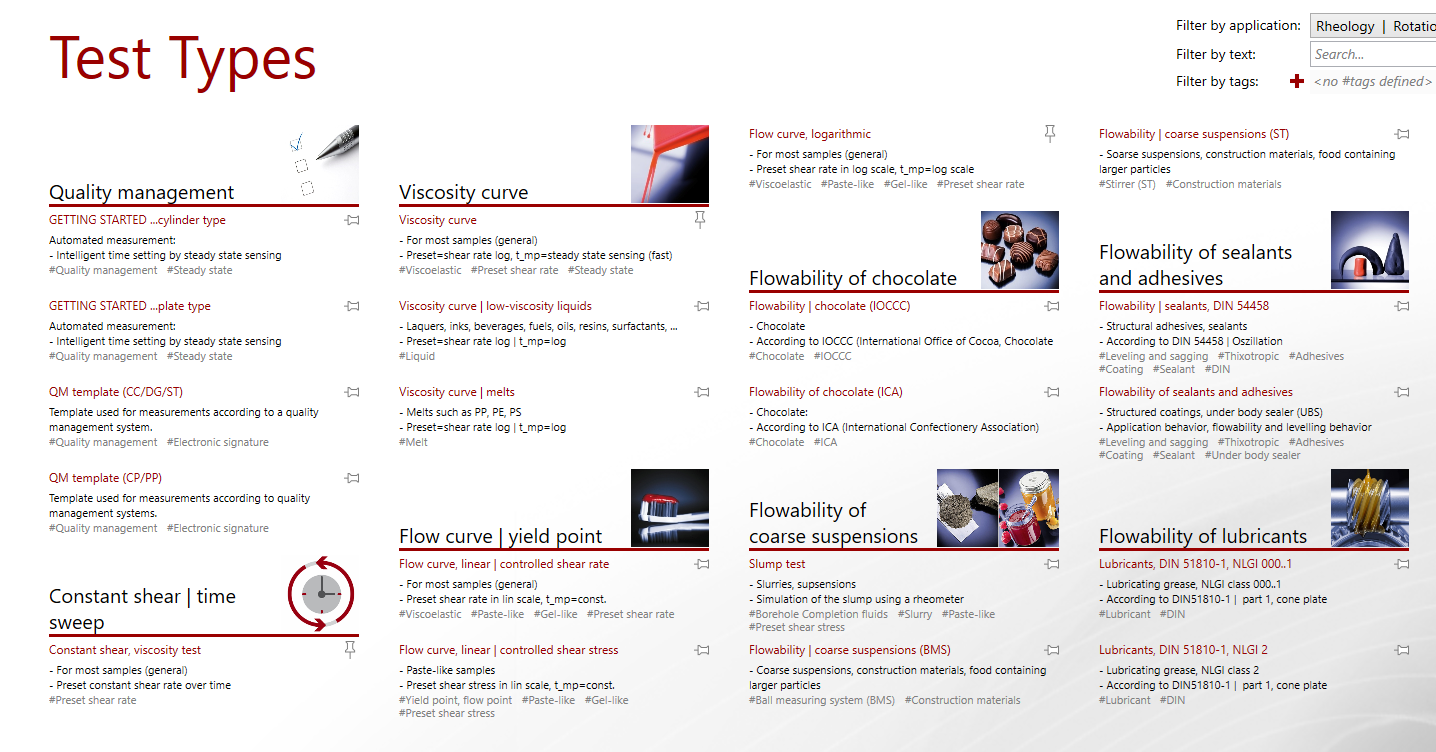 Test Types
Filter by application:
Rheology | Rotatio
Filter by text:
Search...
Filter by tags:
<no #tags defined>
Quality management
GETTING STARTED ...cylinder type
Automated measurement:
- Intelligent time setting by steady state sensing
#Quality management #Steady state
GETTING STARTED ...plate type
Automated measurement:
- Intelligent time setting by steady state sensing
#Quality management #Steady state
QM template (CC/DG/ST)
Template used for measurements according to a quality
management system.
#Quality management #Electronic signature
QM template (CP/PP)
Template used for measurements according to quality
management systems.
#Quality management #Electronic signature
Constant shear | time
sweep
Constant shear, viscosity test
- For most samples (general)
- Preset constant shear rate over time
#Preset shear rate
Viscosity curve
Viscosity curve
- For most samples (general)
- Preset=shear rate log, t_mp=steady state sensing (fast)
#Viscoelastic #Preset shear rate #Steady state
Viscosity curve | low-viscosity liquids
- Laquers, inks, beverages, fuels, oils, resins, surfactants, ...
- Preset=shear rate log | t_mp=log
#Liquid
Viscosity curve | melts
- Melts such as PP, PE, PS
- Preset=shear rate log | t_mp=log
#Melt
Flow curve | yield point
Flow curve, linear | controlled shear rate
- For most samples (general)
- Preset shear rate in lin scale, t_mp=const.
#Viscoelastic #Paste-like #Gel-like #Preset shear rate
Flow curve, linear | controlled shear stress
- Paste-like samples
- Preset shear stress in lin scale, t_mp=const.
#Yield point, flow point #Paste-like #Gel-like
#Preset shear stress
Flow curve, logarithmic
- For most samples (general)
- Preset shear rate in log scale, t_mp=log scale
#Viscoelastic #Paste-like #Gel-like #Preset shear rate
Flowability of chocolate
Flowability | chocolate (IOCCC)
- Chocolate
- According to IOCCC (International Office of Cocoa, Chocolate
#Chocolate #IOCCC
Flowability of chocolate (ICA)
- Chocolate:
- According to ICA (International Confectionery Association)
#Chocolate #ICA
Flowability of
coarse suspensions
Slump test
- Slurries, supsensions
- Simulation of the slump using a rheometer
#Borehole Completion fluids #Slurry #Paste-like
#Preset shear stress
Flowability | coarse suspensions (BMS)
- Coarse suspensions, construction materials, food containing
larger particles
#Ball measuring system (BMS) #Construction materials
Flowability | coarse suspensions (ST)
- Soarse suspensions, construction materials, food containing
larger particles
#Stirrer (ST) #Construction materials
Flowability of sealants
and adhesives
Flowability | sealants, DIN 54458
- Structural adhesives, sealants
- According to DIN 54458 | Oszillation
#Leveling and sagging #Thixotropic #Adhesives
#Coating #Sealant #DIN
Flowability of sealants and adhesives
- Structured coatings, under body sealer (UBS)
- Application behavior, flowability and levelling behavior
#Leveling and sagging #Thixotropic #Adhesives
#Coating #Sealant #Under body sealer
Flowability of lubricants
Lubricants, DIN 51810-1, NLGI 000..1
- Lubricating grease, NLGI class 000..1
- According to DIN51810-1 | part 1, cone plate
#Lubricant #DIN
Lubricants, DIN 51810-1, NLGI 2
- Lubricating grease, NLGI class 2
- According to DIN51810-1 | part 1, cone plate
#Lubricant #DIN